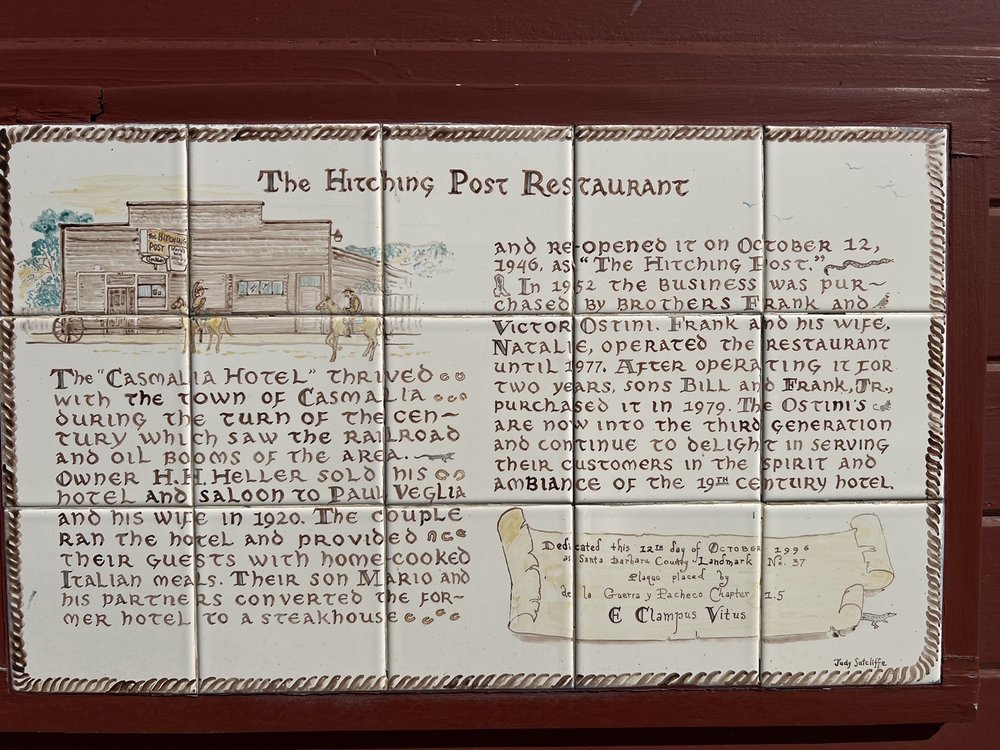 The Hitching Post Restaurant
the HITCHING
POST
The "Casmalia Hotel" thrived
with the town of Casmalia
during the turn of the cen-
tury which saw the railroad
and oil booms of the area.
Owner H.H. Heller sold his
hotel and saloon to Paul Veglia
and his wife in 1920. The couple
ran the hotel and provided
their guests with home-cooked
Italian meals. Their son Mario and
his partners converted the for-
mer hotel to a steakhouse
and re-opened it on October 12,
1946, as "The Hitching Post."
In 1952 the business was pur-
chased by brothers Frank and
Victor Ostini. Frank and his wife,
Natalie, operated the restaurant
until 1977. After operating it for
two years, sons Bill and Frank, Jr.,
purchased it in 1979. The Ostini's
are now into the third generation
and continue to delight in serving
their customers in the spirit and
ambiance of the 19th century hotel.
Dedicated this 12th day of October 1996
as Santa Barbara County Landmark No. 37
Plaque placed by
de la Guerra y Pacheco Chapter 1.5
E Clampus Vitus
Judy Sutcliffe